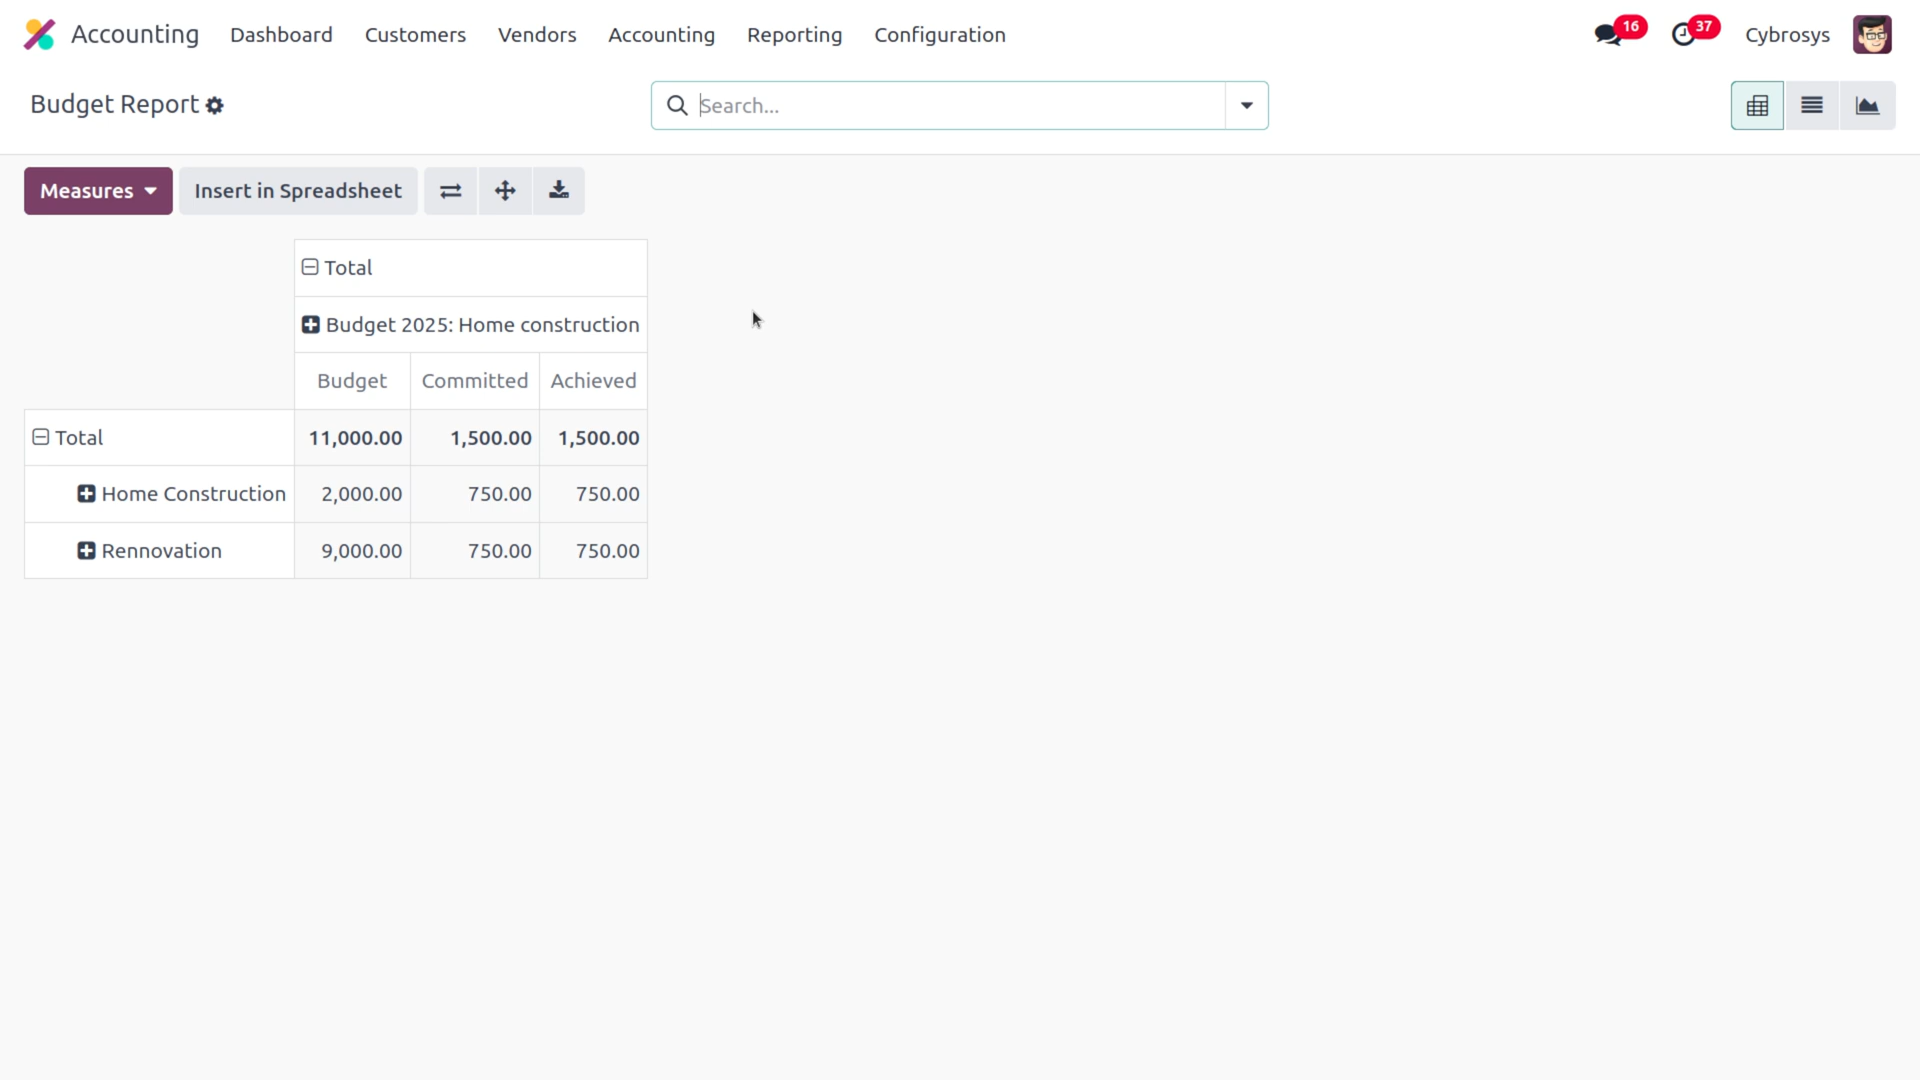 Accounting Dashboard Customers Vendors Accounting Reporting Configuration 16 37 Cybrosys
Budget Report Search...
Measures Insert in Spreadsheet
Total
Budget 2025: Home construction
Budget Committed Achieved
Total 11,000.00 1,500.00 1,500.00
Home Construction 2,000.00 750.00 750.00
Rennovation 9,000.00 750.00 750.00